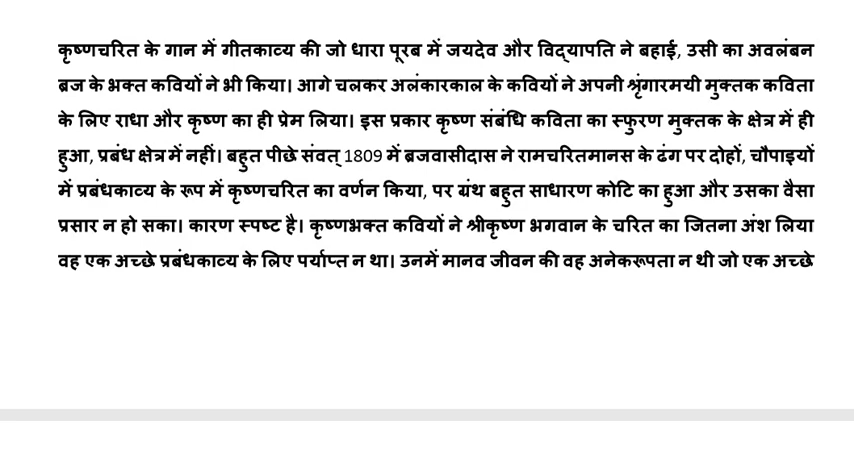 कृष्णचरित के गान में गीतकाव्य की जो धारा पूरब में जयदेव और विद्यापति ने बहाई, उसी का अवलंबन
ब्रज के भक्त कवियों ने भी किया। आगे चलकर अलंकारकाल के कवियों ने अपनी श्रृंगारमयी मुक्तक कविता
के लिए राधा और कृष्ण का ही प्रेम लिया। इस प्रकार कृष्ण संबंधि कविता का स्फुरण मुक्तक के क्षेत्र में ही
हुआ, प्रबंध क्षेत्र में नहीं। बहुत पीछे संवत् 1809 में ब्रजवासीदास ने रामचरितमानस के ढंग पर दोहों, चौपाइयों
में प्रबंधकाव्य के रूप में कृष्णचरित का वर्णन किया, पर ग्रंथ बहुत साधारण कोटि का हुआ और उसका वैसा
प्रसार न हो सका। कारण स्पष्ट है। कृष्णभक्त कवियों ने श्रीकृष्ण भगवान के चरित का जितना अंश लिया
वह एक अच्छे प्रबंधकाव्य के लिए पर्याप्त न था। उनमें मानव जीवन की वह अनेकरूपता न थी जो एक अच्छे